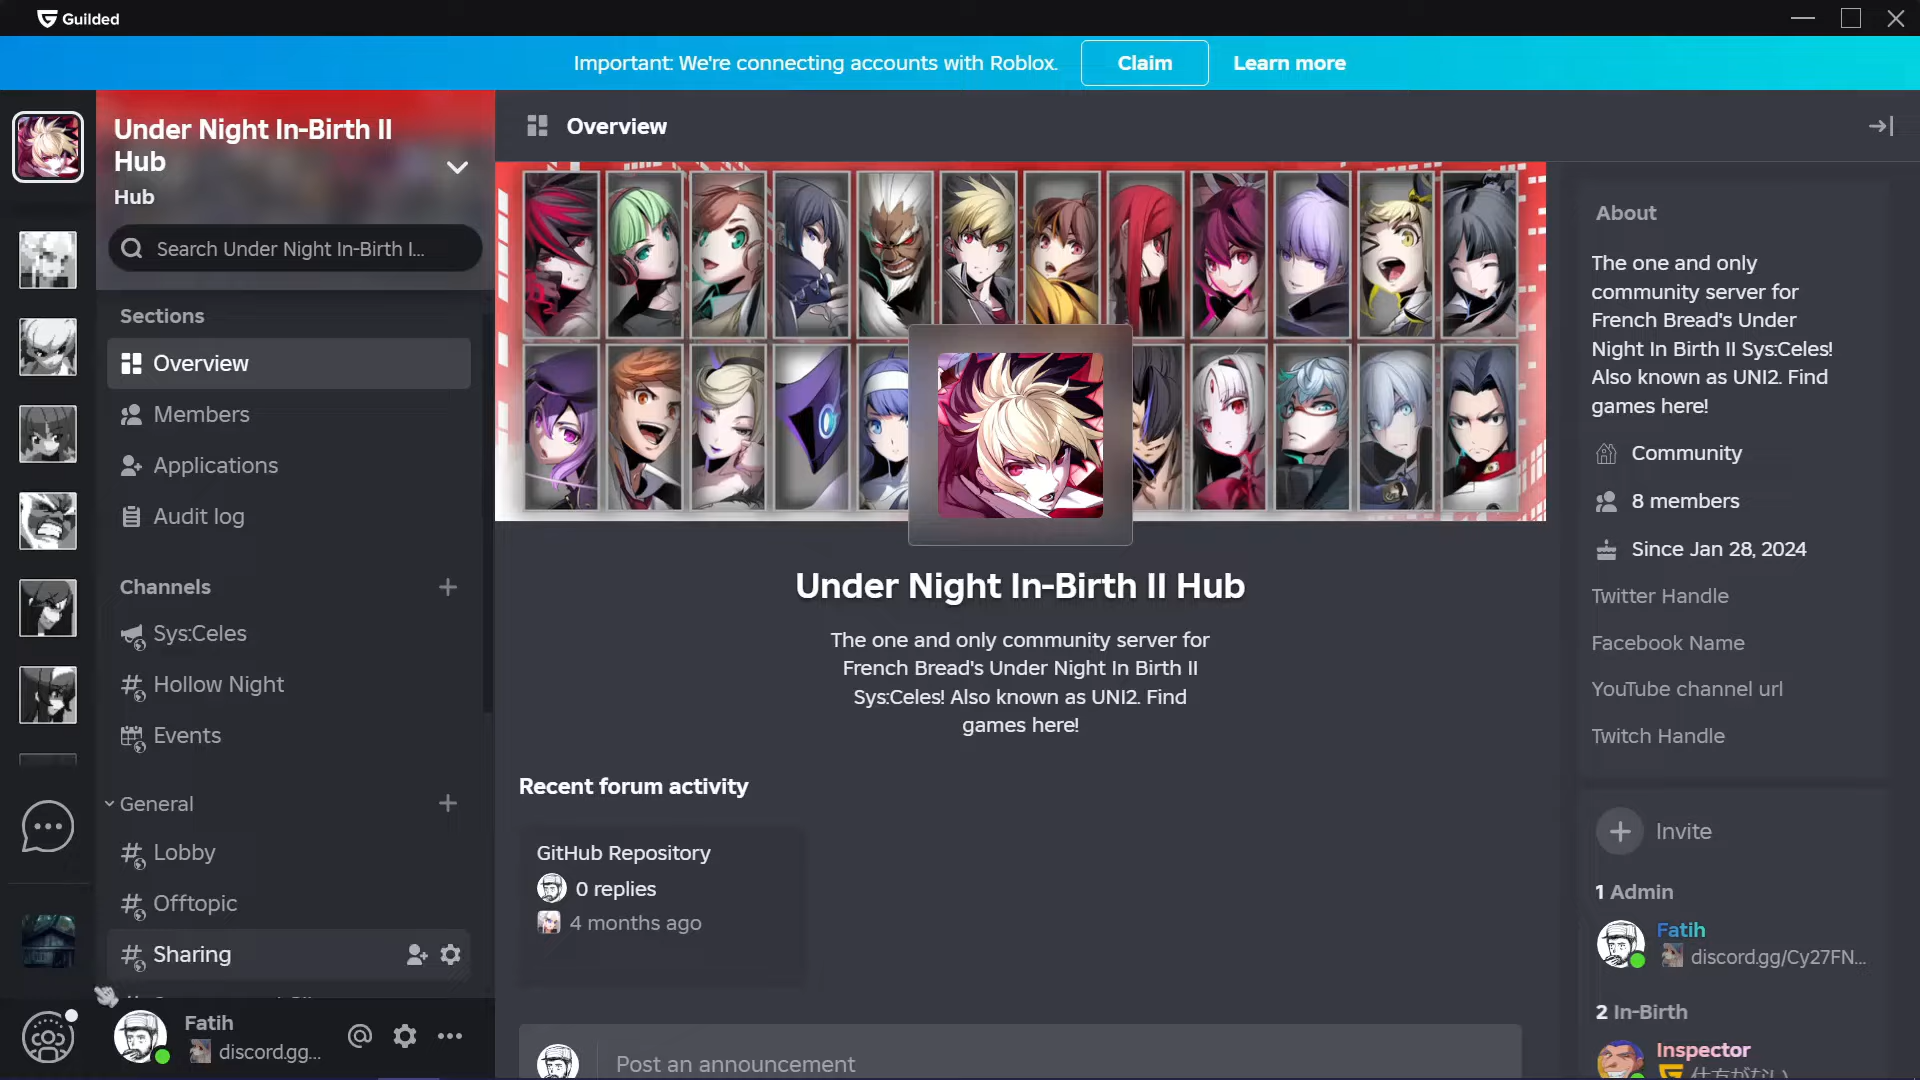 Guilded
Important: We're connecting accounts with Roblox.
Claim
Learn more
Under Night In-Birth II
Hub
Hub
Search Under Night In-Birth I...
Sections
Overview
Members
Applications
Audit log
Channels
Sys:Celes
Hollow Night
Events
General
Lobby
Offtopic
Sharing
Fatih
discord.gg...
Overview
Under Night In-Birth II Hub
The one and only community server for
French Bread's Under Night In Birth II
Sys:Celes! Also known as UNI2. Find
games here!
Recent forum activity
GitHub Repository
0 replies
4 months ago
Post an announcement
About
The one and only
community server for
French Bread's Under
Night In Birth II Sys:Celes!
Also known as UNI2. Find
games here!
Community
8 members
Since Jan 28, 2024
Twitter Handle
Facebook Name
YouTube channel url
Twitch Handle
Invite
1 Admin
Fatih
discord.gg/Cy27FN...
2 In-Birth
Inspector
仕方がない